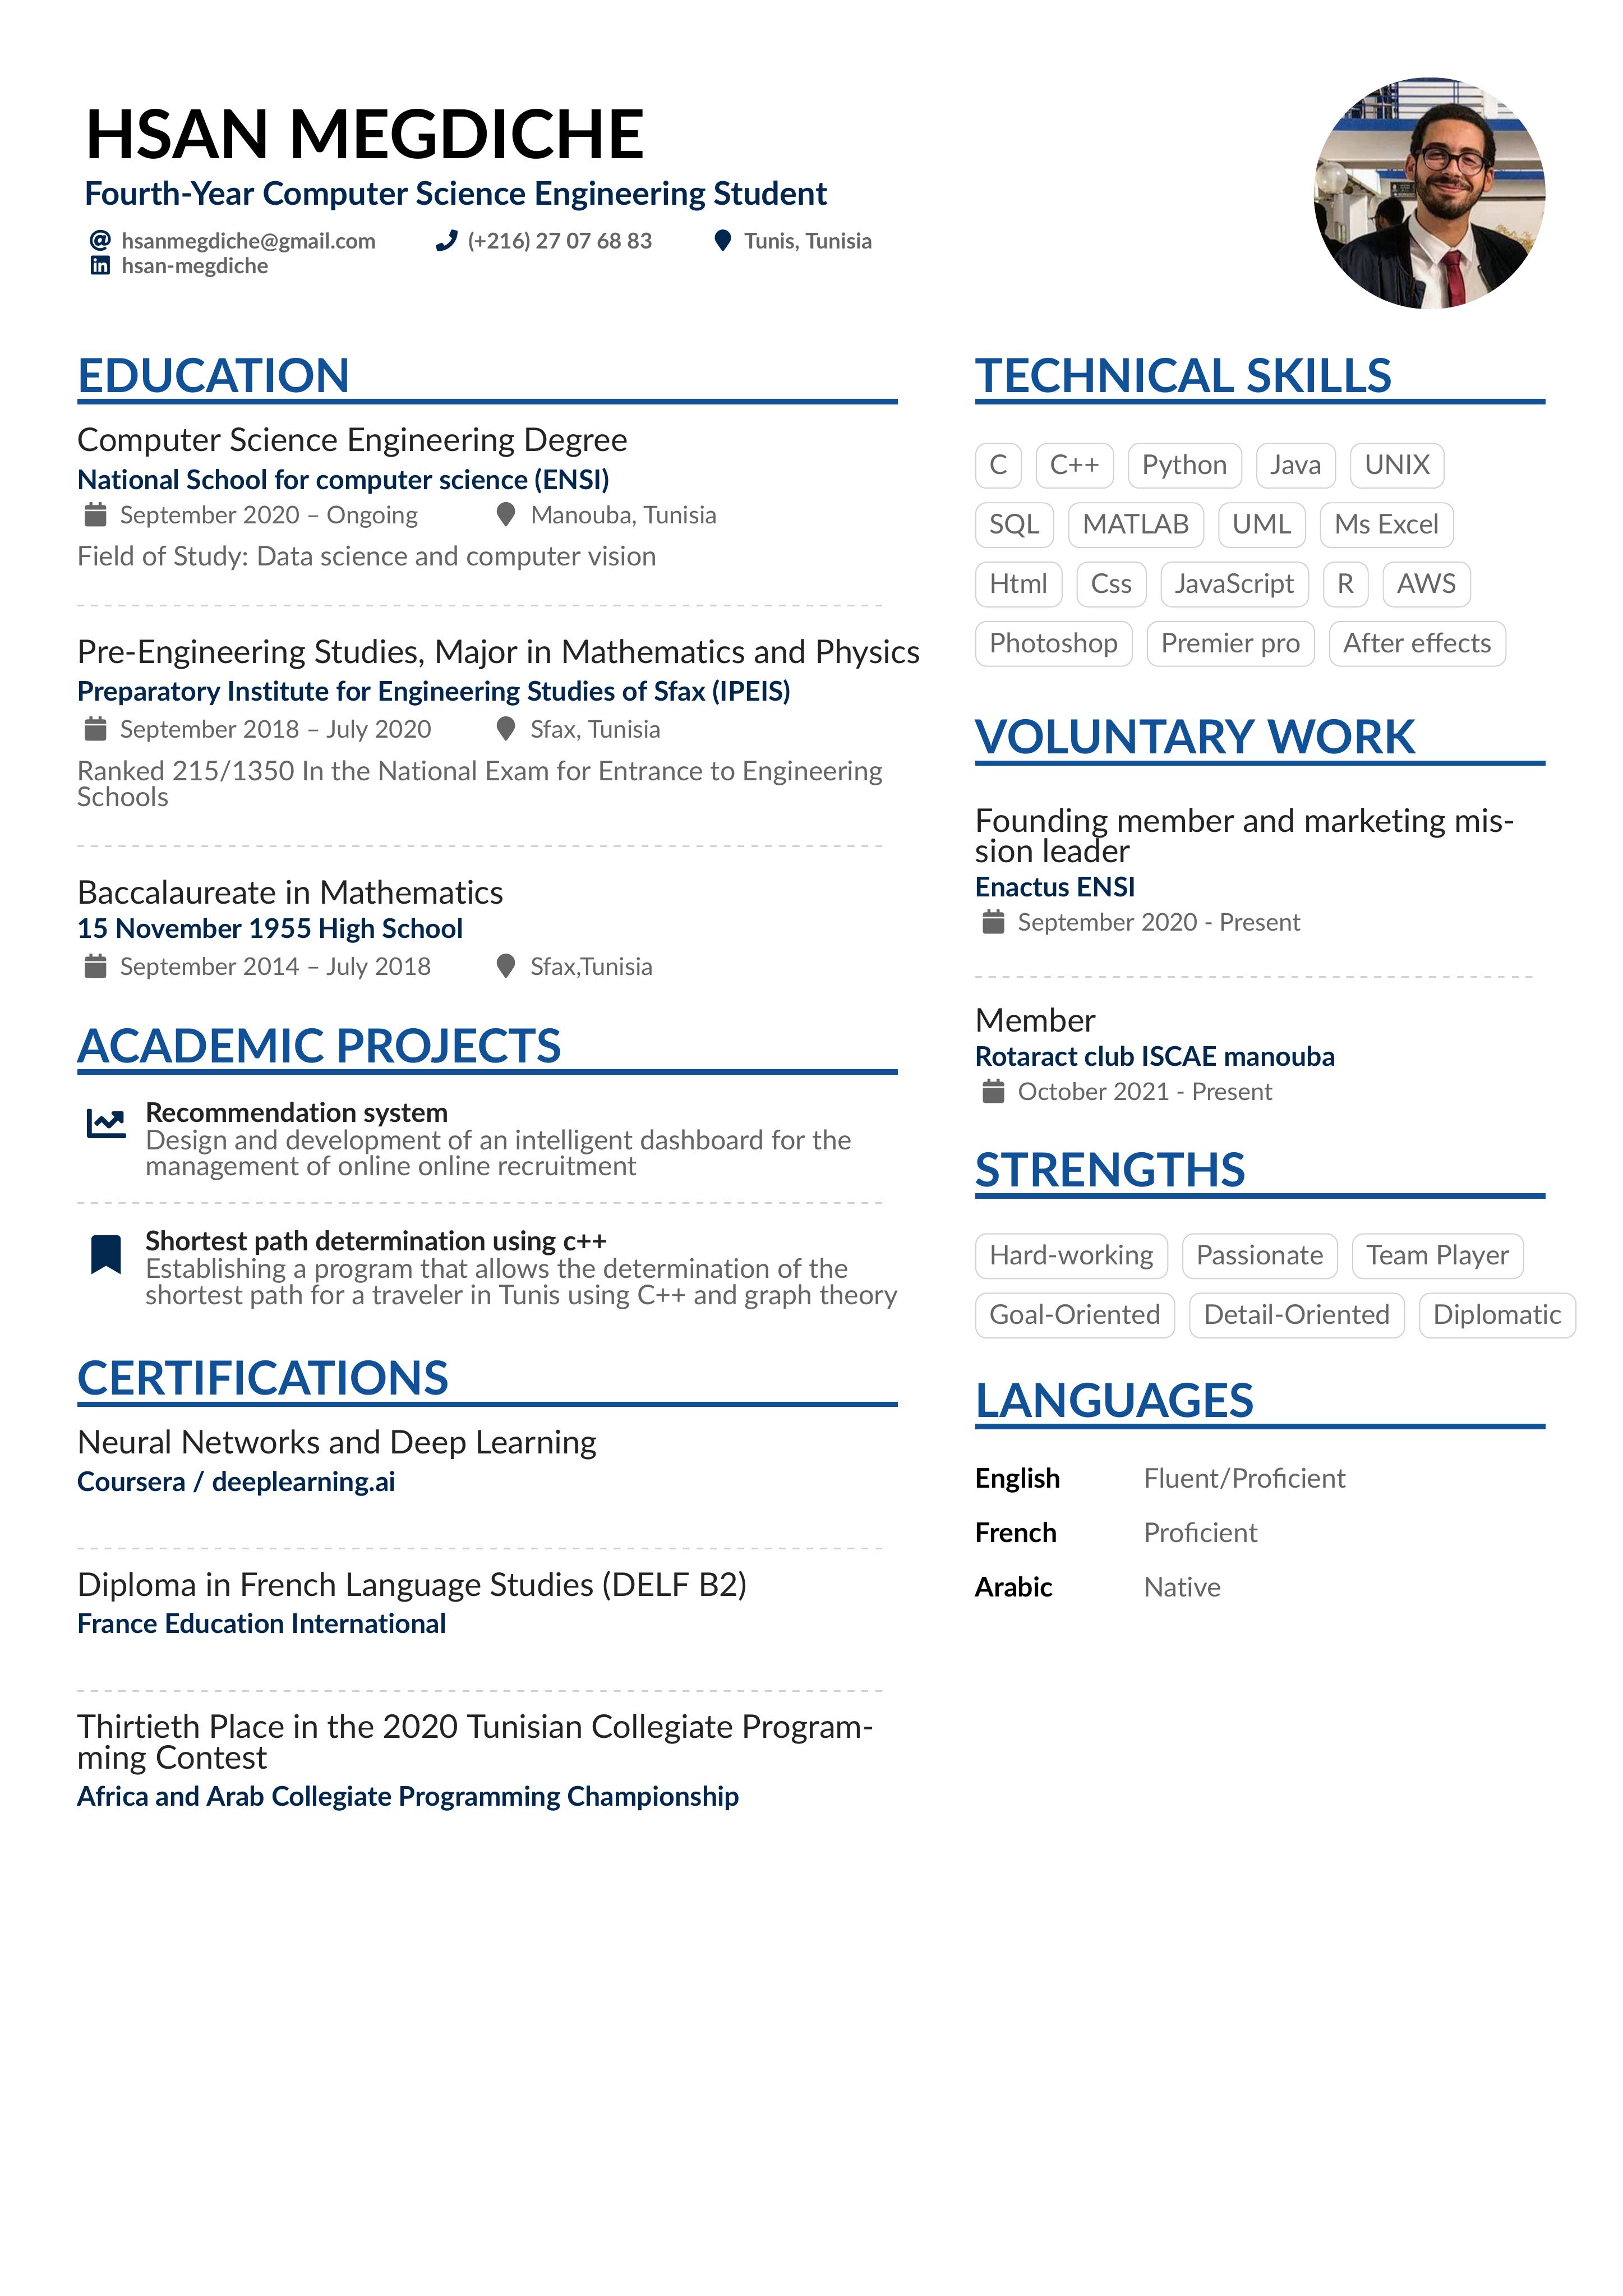 HSAN MEGDICHE
Fourth-Year Computer Science Engineering Student
hsanmegdiche@gmail.com (+216) 27 07 68 83 Tunis, Tunisia
hsan-megdiche
EDUCATION
Computer Science Engineering Degree
National School for computer science (ENSI)
September 2020 – Ongoing Manouba, Tunisia
Field of Study: Data science and computer vision
Pre-Engineering Studies, Major in Mathematics and Physics
Preparatory Institute for Engineering Studies of Sfax (IPEIS)
September 2018 – July 2020 Sfax, Tunisia
Ranked 215/1350 In the National Exam for Entrance to Engineering
Schools
Baccalaureate in Mathematics
15 November 1955 High School
September 2014 – July 2018 Sfax,Tunisia
ACADEMIC PROJECTS
Recommendation system
Design and development of an intelligent dashboard for the
management of online online recruitment
Shortest path determination using c++
Establishing a program that allows the determination of the
shortest path for a traveler in Tunis using C++ and graph theory
CERTIFICATIONS
Neural Networks and Deep Learning
Coursera / deeplearning.ai
Diploma in French Language Studies (DELF B2)
France Education International
Thirtieth Place in the 2020 Tunisian Collegiate Program-
ming Contest
Africa and Arab Collegiate Programming Championship
TECHNICAL SKILLS
C C++ Python Java UNIX
SQL MATLAB UML Ms Excel
Html Css JavaScript R AWS
Photoshop Premier pro After effects
VOLUNTARY WORK
Founding member and marketing mis-
sion leader
Enactus ENSI
September 2020 - Present
Member
Rotaract club ISCAE manouba
October 2021 - Present
STRENGTHS
Hard-working Passionate Team Player
Goal-Oriented Detail-Oriented Diplomatic
LANGUAGES
English Fluent/Proficient
French Proficient
Arabic Native